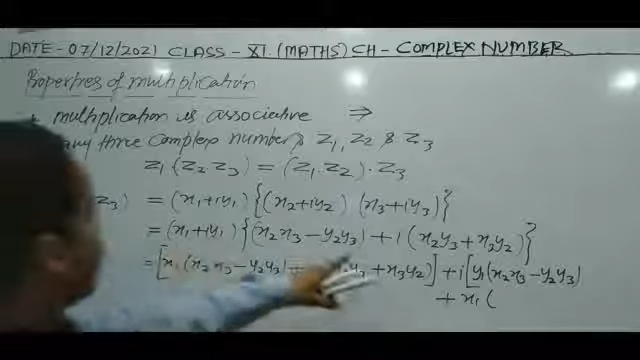 DATE - 07/12/2021 CLASS - XI. (MATHS) CH - COMPLEX NUMBER
Properties of multiplication
multiplication is associative ⇒
any three complex numbers z₁, z₂ & z₃
z₁ (z₂. z₃) = (z₁. z₂). z₃
z₃) = (x₁+iy₁) {(x₂+iy₂) (x₃+iy₃)}
= (x₁+iy₁) {(x₂x₃ - y₂y₃) + i (x₂y₃ + x₃y₂)}
= [x₁ (x₂x₃ - y₂y₃) y₃ + x₃y₂)] + i [y₁(x₂x₃ - y₂y₃)
+ x₁ (